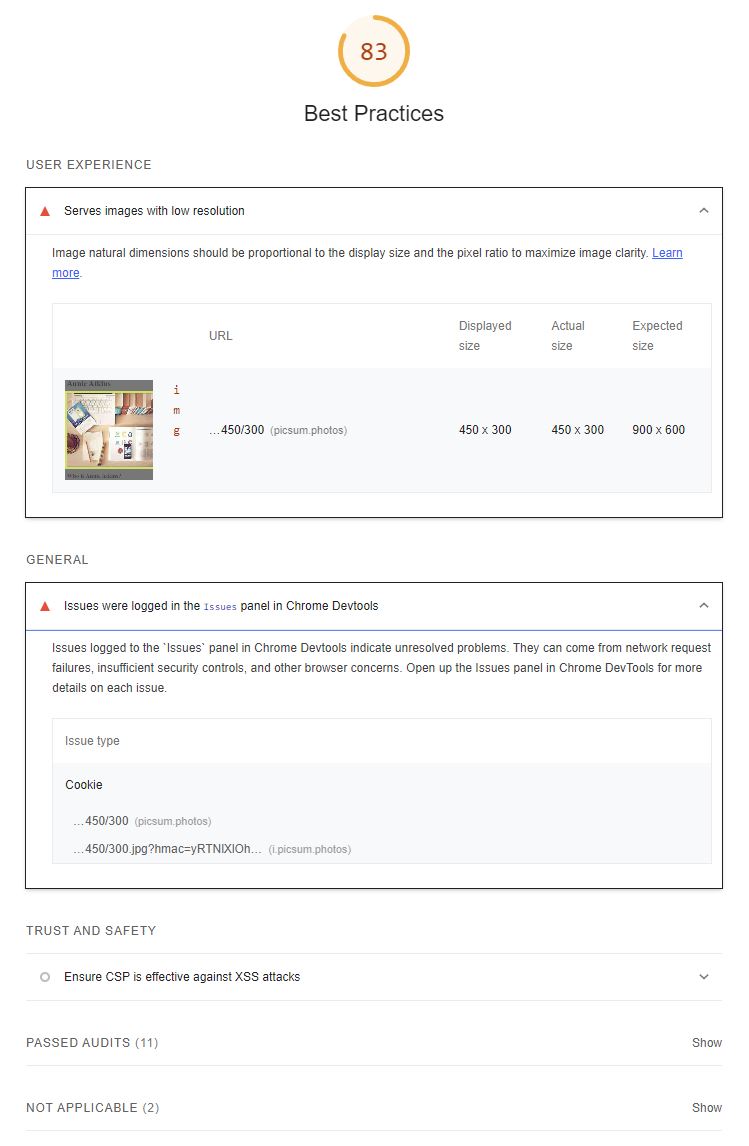 83
Best Practices
USER EXPERIENCE
Serves images with low resolution
Image natural dimensions should be proportional to the display size and the pixel ratio to maximize image clarity. Learn
more.
URL
Displayed
size
Actual
size
Expected
size
Annie Aiklus
i
m
g
…450/300 (picsum.photos)
450 x 300
450 x 300
900 x 600
GENERAL
Issues were logged in the Issues panel in Chrome Devtools
Issues logged to the `Issues` panel in Chrome Devtools indicate unresolved problems. They can come from network request
failures, insufficient security controls, and other browser concerns. Open up the Issues panel in Chrome DevTools for more
details on each issue.
Issue type
Cookie
…450/300 (picsum.photos)
…450/300.jpg?hmac=yRTNIXlOh… (i.picsum.photos)
TRUST AND SAFETY
Ensure CSP is effective against XSS attacks
PASSED AUDITS (11)
Show
NOT APPLICABLE (2)
Show